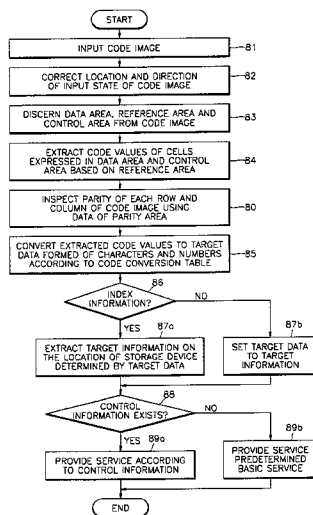 START
INPUT CODE IMAGE
81
CORRECT LOCATION AND DIRECTION
OF INPUT STATE OF CODE IMAGE
82
DISCERN DATA AREA, REFERENCE AREA AND
CONTROL AREA FROM CODE IMAGE
83
EXTRACT CODE VALUES OF CELLS
EXPRESSED IN DATA AREA AND CONTROL
AREA BASED ON REFERENCE AREA
84
INSPECT PARITY OF EACH ROW AND
COLUMN OF CODE IMAGE USING
DATA OF PARITY AREA
80
CONVERT EXTRACTED CODE VALUES TO TARGET
DATA FORMED OF CHARACTERS AND NUMBERS
ACCORDING TO CODE CONVERSION TABLE
85
86
INDEX
INFORMATION?
NO
YES
87a
87b
EXTRACT TARGET INFORMATION ON
THE LOCATION OF STORAGE DEVICE
DETERMINED BY TARGET DATA
SET TARGET DATA
TO TARGET
INFORMATION
88
CONTROL
INFORMATION EXISTS?
NO
YES
89a
89b
PROVIDE SERVICE ACCORDING
TO CONTROL INFORMATION
PROVIDE SERVICE
PREDETERMINED
BASIC SERVICE
END